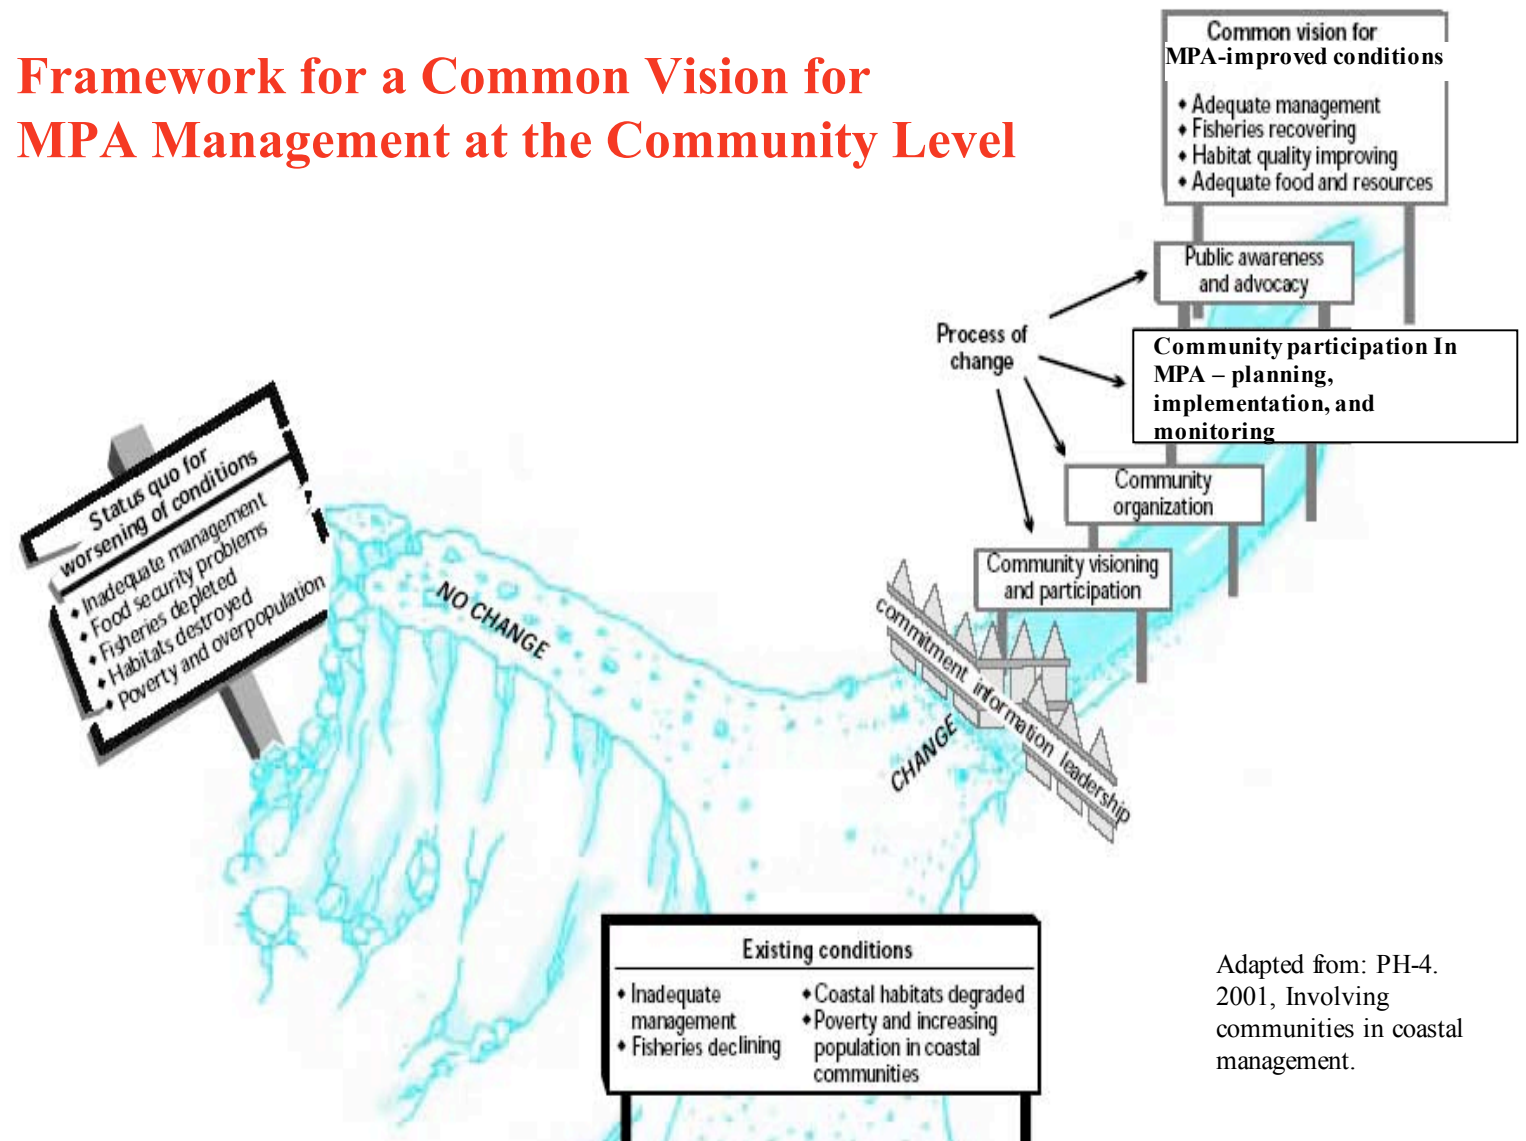 Framework for a Common Vision for
MPA Management at the Community Level
Common vision for
MPA-improved conditions
♦ Adequate management
♦ Fisheries recovering
♦ Habitat quality improving
♦ Adequate food and resources
Public awareness
and advocacy
Process of
change
Community participation In
MPA – planning,
implementation, and
monitoring
Community
organization
Community visioning
and participation
Status quo for
worsening of conditions
♦ Inadequate management
♦ Food security problems
♦ Fisheries depleted
♦ Habitats destroyed
♦ Poverty and overpopulation
NO CHANGE
commitment information leadership
CHANGE
Existing conditions
♦ Inadequate
management
♦ Fisheries declining
♦ Coastal habitats degraded
♦ Poverty and increasing
population in coastal
communities
Adapted from: PH-4.
2001, Involving
communities in coastal
management.